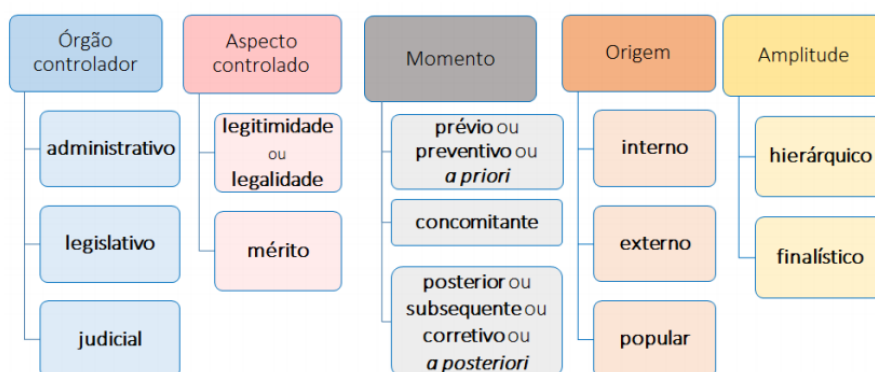 Órgão
controlador
administrativo
legislativo
judicial
Aspecto
controlado
legitimidade
ou
legalidade
mérito
Momento
prévio ou
preventivo ou
a priori
concomitante
posterior ou
subsequente ou
corretivo ou
a posteriori
Origem
interno
externo
popular
Amplitude
hierárquico
finalístico